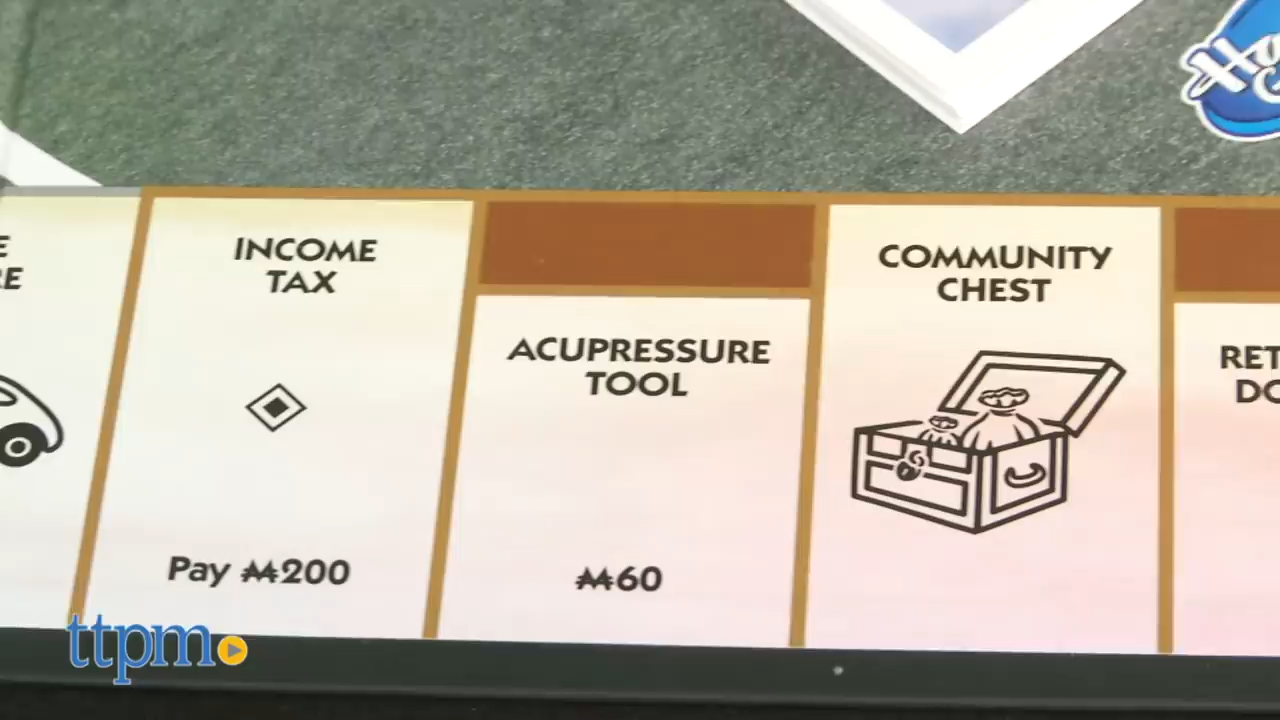 INCOME
TAX
Pay ₩200
ACUPRESSURE
TOOL
₩60
COMMUNITY
CHEST
ttpm